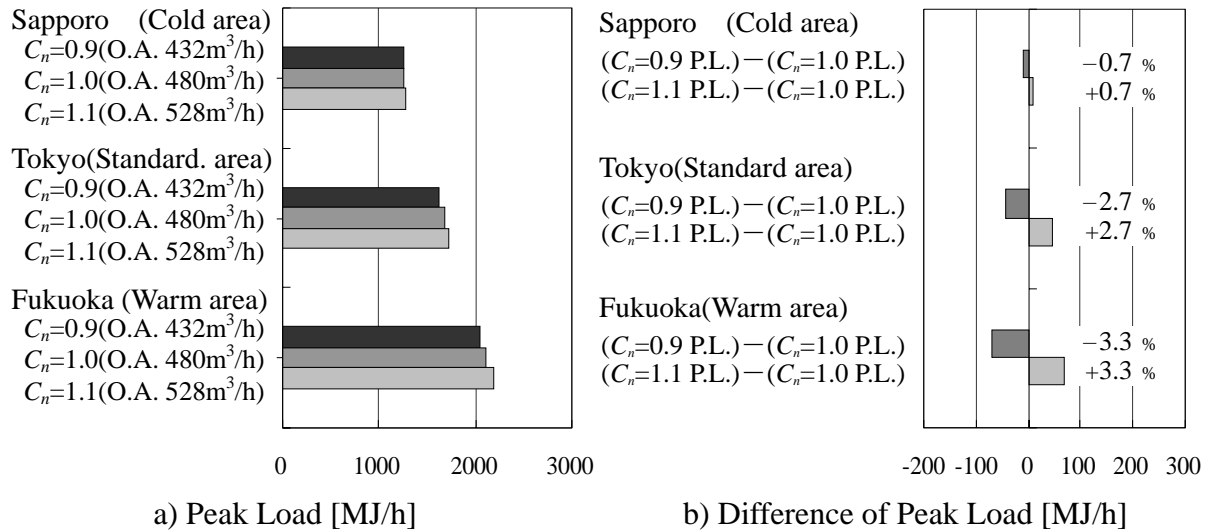 Sapporo (Cold area)
Cn=0.9(O.A. 432m³/h)
Cn=1.0(O.A. 480m³/h)
Cn=1.1(O.A. 528m³/h)
Tokyo(Standard. area)
Cn=0.9(O.A. 432m³/h)
Cn=1.0(O.A. 480m³/h)
Cn=1.1(O.A. 528m³/h)
Fukuoka (Warm area)
Cn=0.9(O.A. 432m³/h)
Cn=1.0(O.A. 480m³/h)
Cn=1.1(O.A. 528m³/h)
0 1000 2000 3000
a) Peak Load [MJ/h]
Sapporo (Cold area)
(Cn=0.9 P.L.)−(Cn=1.0 P.L.) −0.7 %
(Cn=1.1 P.L.)−(Cn=1.0 P.L.) +0.7 %
Tokyo(Standard area)
(Cn=0.9 P.L.)−(Cn=1.0 P.L.) −2.7 %
(Cn=1.1 P.L.)−(Cn=1.0 P.L.) +2.7 %
Fukuoka(Warm area)
(Cn=0.9 P.L.)−(Cn=1.0 P.L.) −3.3 %
(Cn=1.1 P.L.)−(Cn=1.0 P.L.) +3.3 %
-200 -100 0 100 200 300
b) Difference of Peak Load [MJ/h]